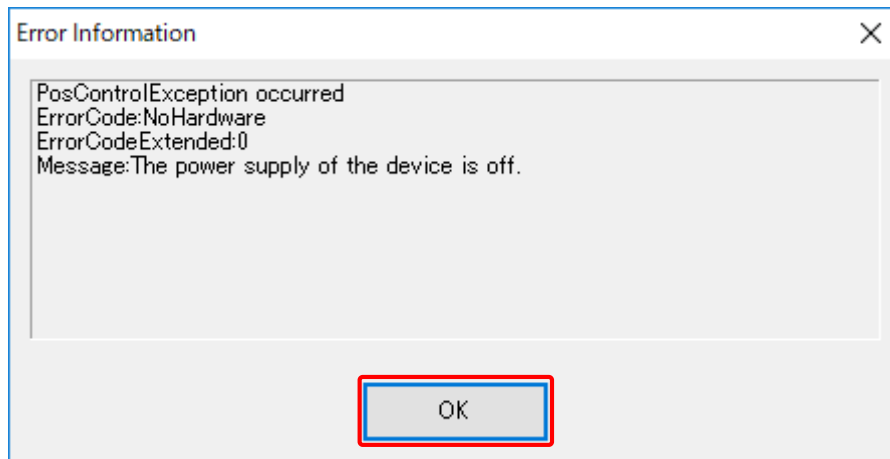 Error Information
PosControlException occurred
ErrorCode:NoHardware
ErrorCodeExtended:0
Message:The power supply of the device is off.
OK